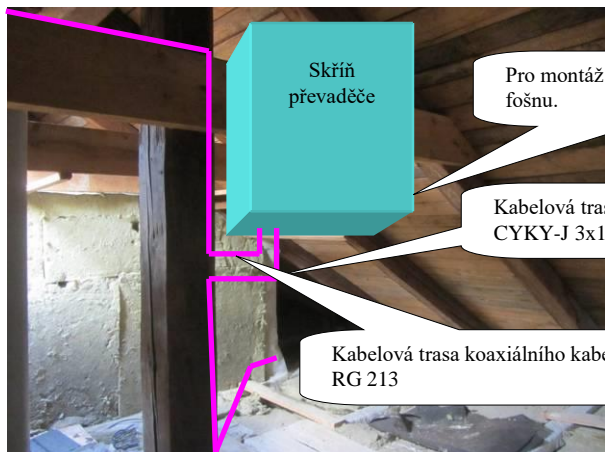 Skříň
převaděče
Pro montáž
fošnu.
Kabelová tras
CYKY-J 3x1
Kabelová trasa koaxiálního kabe
RG 213